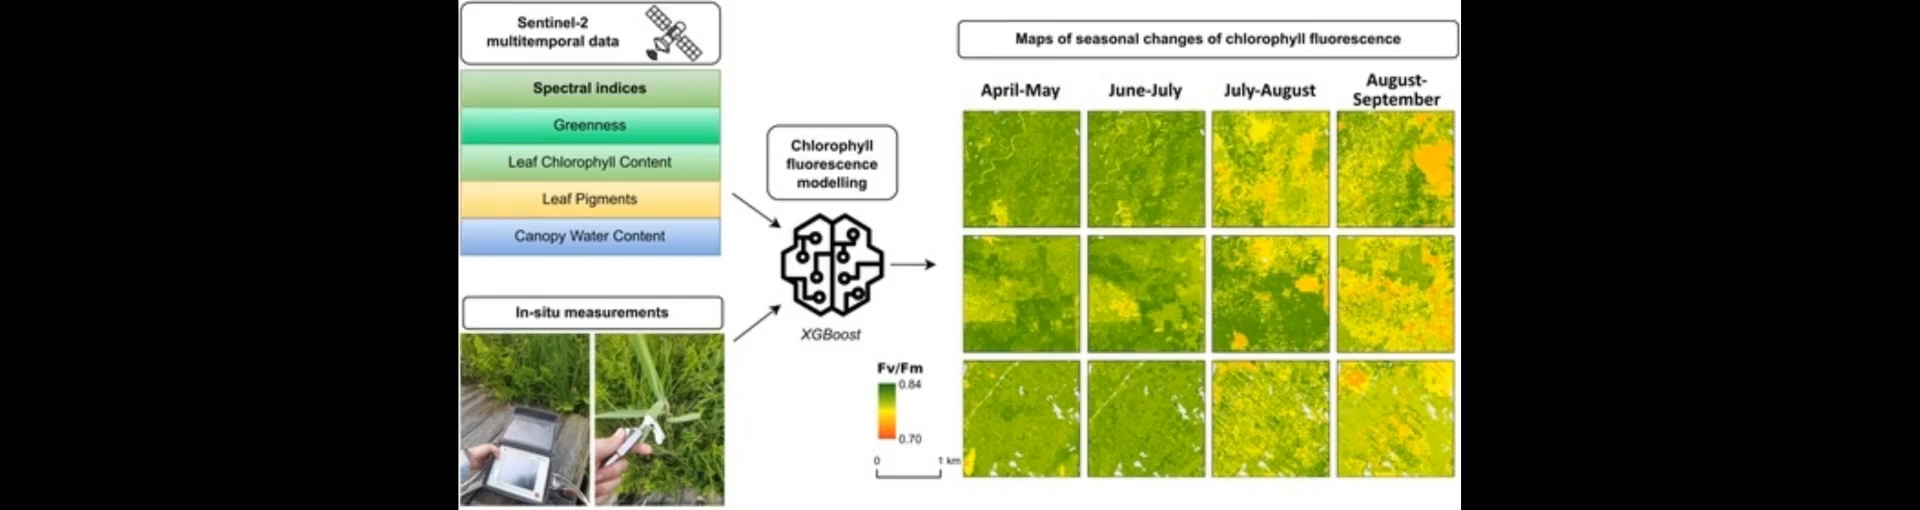 Sentinel-2
multitemporal data
Spectral indices
Greenness
Leaf Chlorophyll Content
Leaf Pigments
Canopy Water Content
In-situ measurements
Chlorophyll
fluorescence
modelling
XGBoost
Maps of seasonal changes of chlorophyll fluorescence
April-May
June-July
July-August
August-
September
Fv/Fm
0.84
0.70
0
1 km